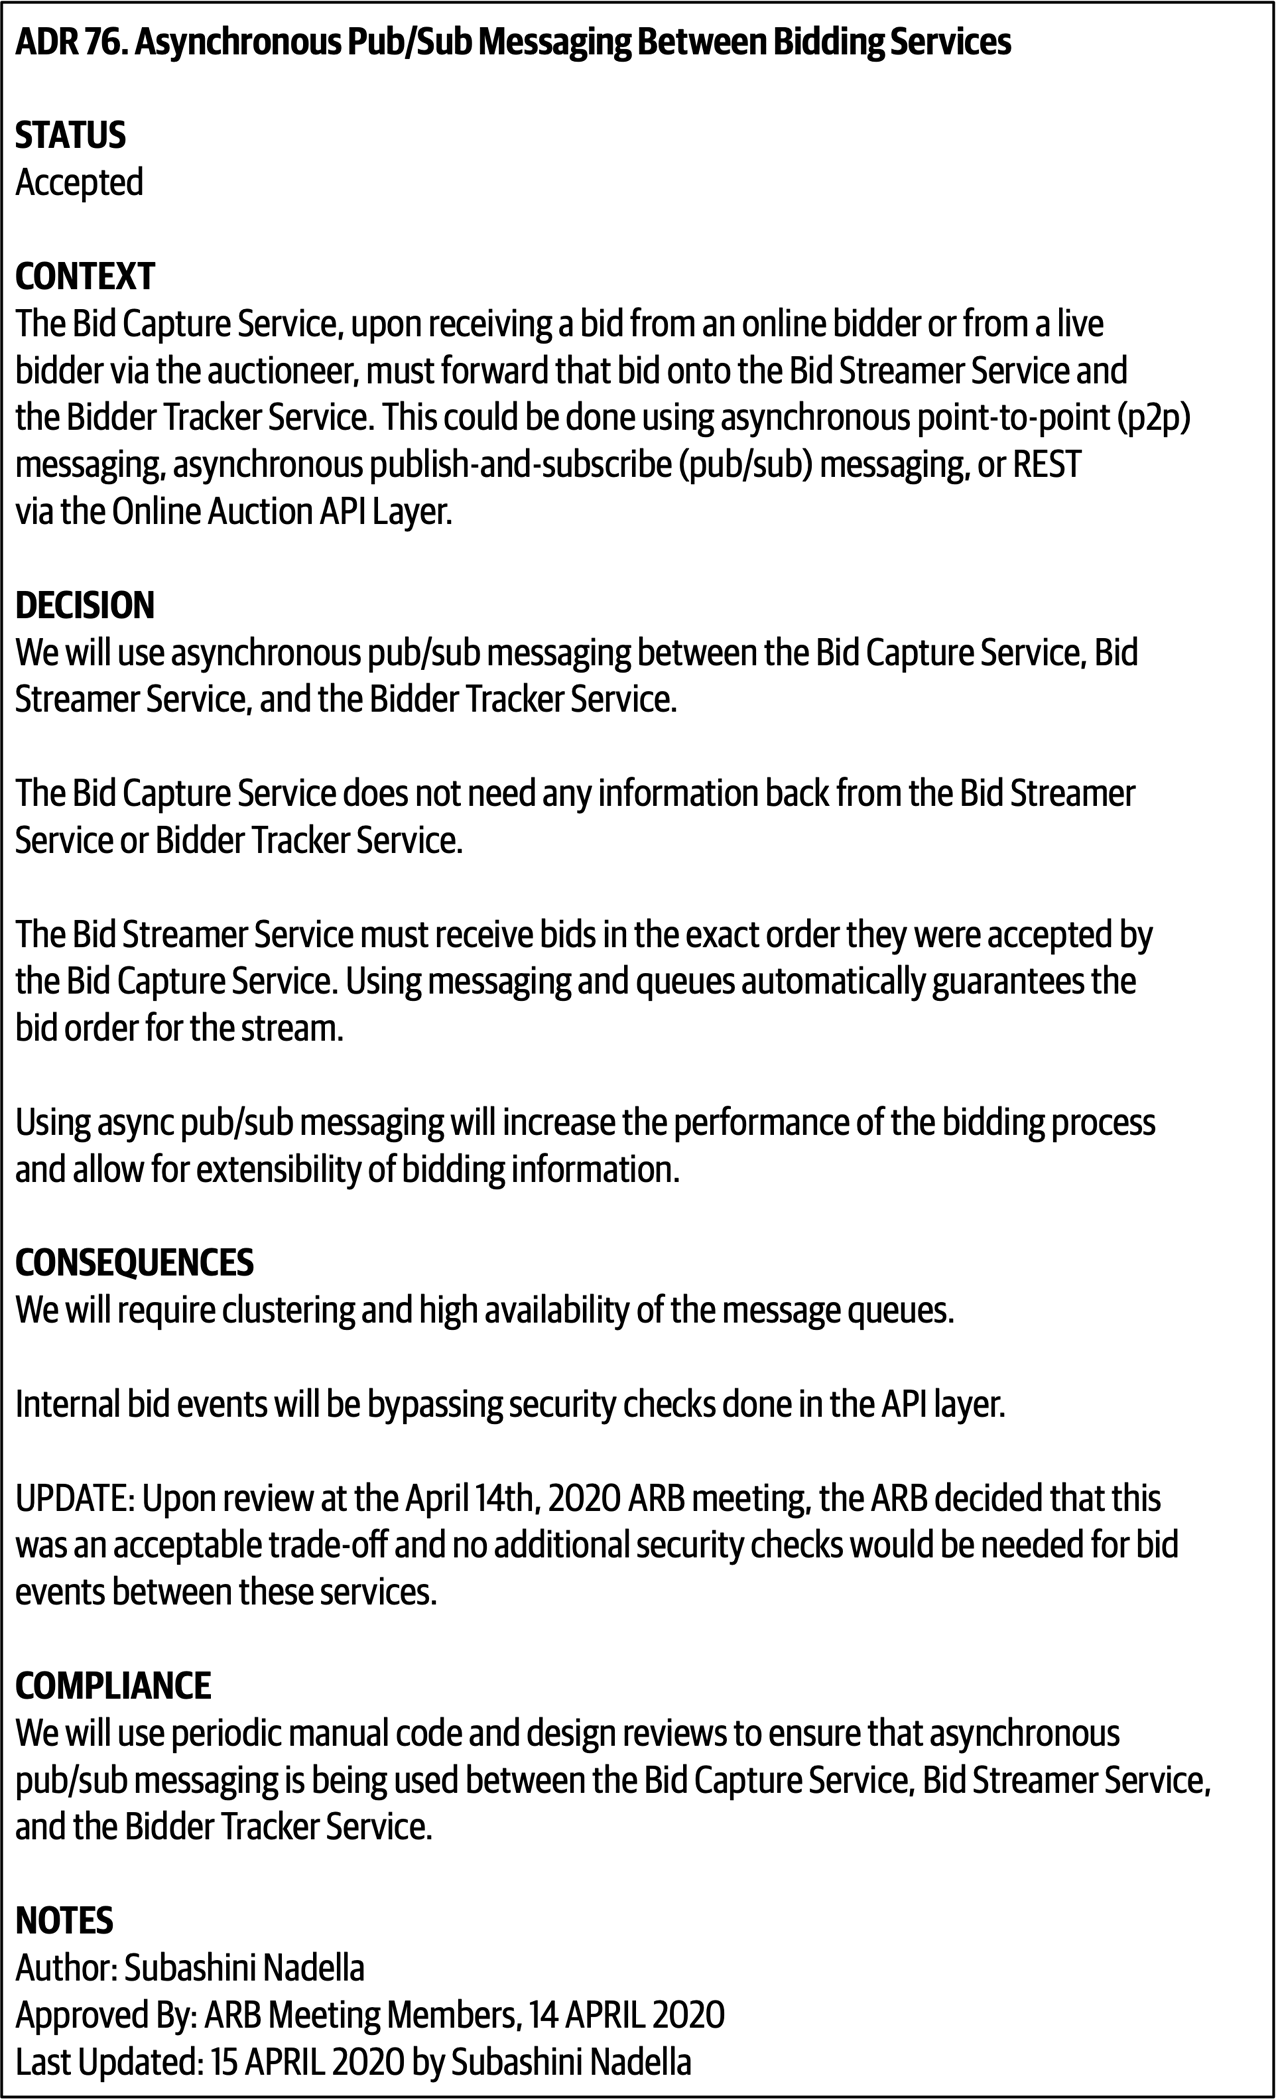 ADR 76. Asynchronous Pub/Sub Messaging Between Bidding Services
STATUS
Accepted
CONTEXT
The Bid Capture Service, upon receiving a bid from an online bidder or from a live
bidder via the auctioneer, must forward that bid onto the Bid Streamer Service and
the Bidder Tracker Service. This could be done using asynchronous point-to-point (p2p)
messaging, asynchronous publish-and-subscribe (pub/sub) messaging, or REST
via the Online Auction API Layer.
DECISION
We will use asynchronous pub/sub messaging between the Bid Capture Service, Bid
Streamer Service, and the Bidder Tracker Service.
The Bid Capture Service does not need any information back from the Bid Streamer
Service or Bidder Tracker Service.
The Bid Streamer Service must receive bids in the exact order they were accepted by
the Bid Capture Service. Using messaging and queues automatically guarantees the
bid order for the stream.
Using async pub/sub messaging will increase the performance of the bidding process
and allow for extensibility of bidding information.
CONSEQUENCES
We will require clustering and high availability of the message queues.
Internal bid events will be bypassing security checks done in the API layer.
UPDATE: Upon review at the April 14th, 2020 ARB meeting, the ARB decided that this
was an acceptable trade-off and no additional security checks would be needed for bid
events between these services.
COMPLIANCE
We will use periodic manual code and design reviews to ensure that asynchronous
pub/sub messaging is being used between the Bid Capture Service, Bid Streamer Service,
and the Bidder Tracker Service.
NOTES
Author: Subashini Nadella
Approved By: ARB Meeting Members, 14 APRIL 2020
Last Updated: 15 APRIL 2020 by Subashini Nadella